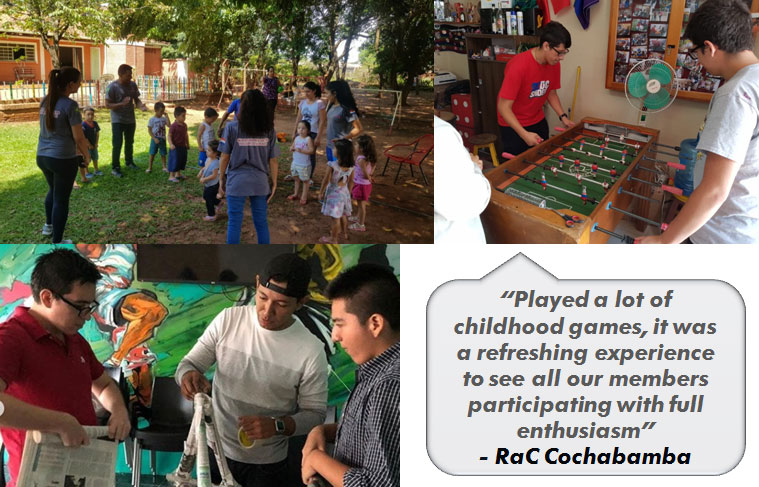 “Played a lot of
childhood games, it was
a refreshing experience
to see all our members
participating with full
enthusiasm”
- RaC Cochabamba